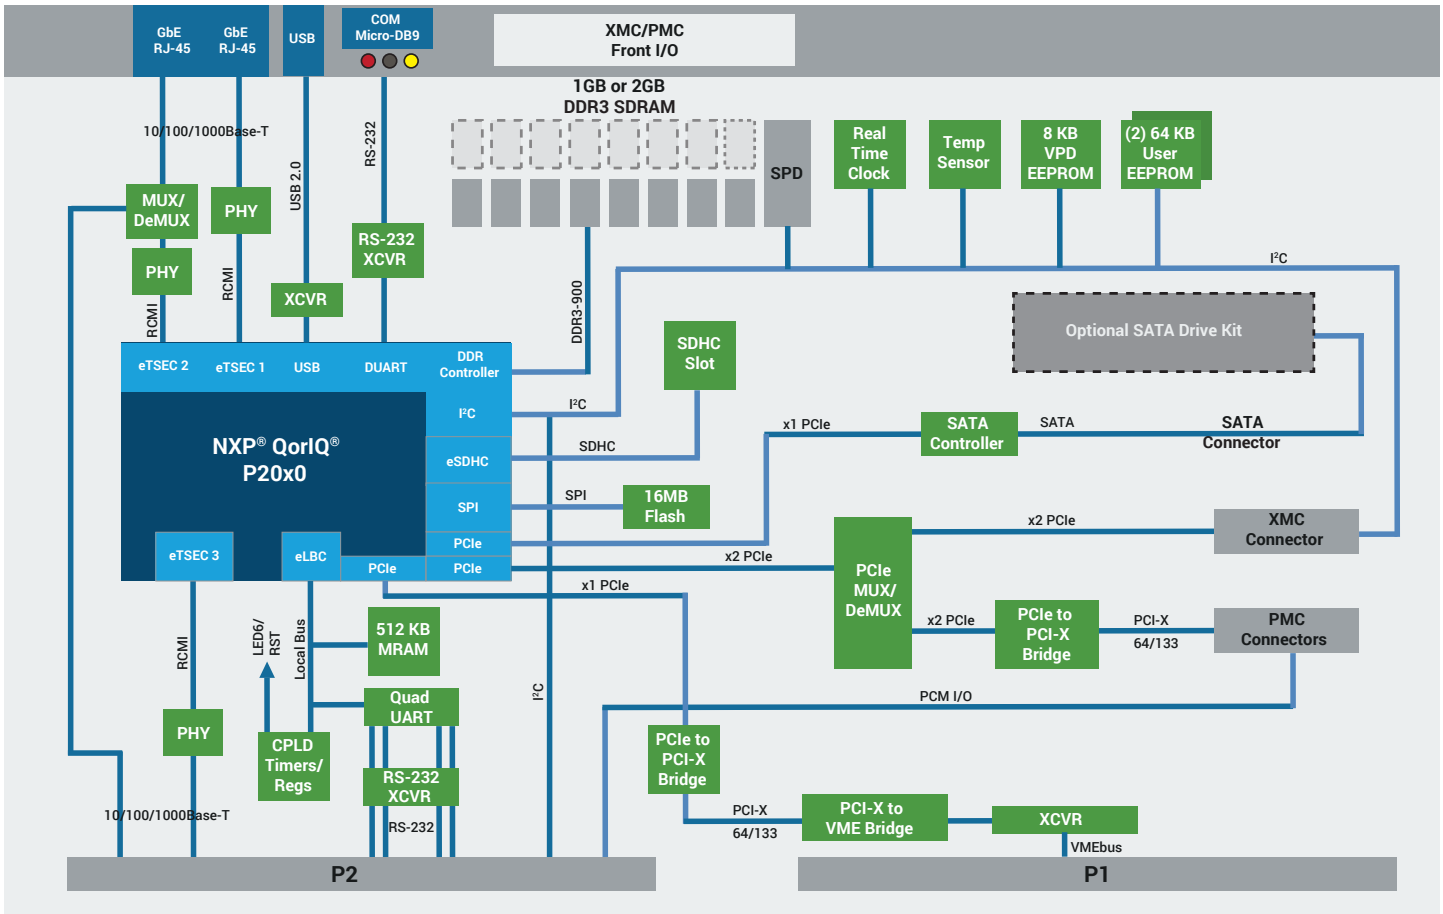 GbE
RJ-45
GbE
RJ-45
USB
COM
Micro-DB9
XMC/PMC
Front I/O
1GB or 2GB
DDR3 SDRAM
10/100/1000Base-T
USB 2.0
RS-232
MUX/
DeMUX
PHY
PHY
RCMI
RCMI
XCVR
RS-232
XCVR
SPD
Real
Time
Clock
Temp
Sensor
8 KB
VPD
EEPROM
(2) 64 KB
User
EEPROM
I²C
DDR3-900
SDHC
Slot
Optional SATA Drive Kit
eTSEC 2
eTSEC 1
USB
DUART
DDR
Controller
I²C
I²C
NXP® QorIQ®
P20x0
eSDHC
SDHC
SPI
SPI
16MB
Flash
x1 PCIe
SATA
Controller
SATA
SATA
Connector
PCIe
eTSEC 3
eLBC
PCIe
PCIe
x2 PCIe
x1 PCIe
PCIe
MUX/
DeMUX
x2 PCIe
XMC
Connector
x2 PCIe
PCIe to
PCI-X
Bridge
PCI-X
64/133
PMC
Connectors
RCMI
LED6/
RST
Local Bus
512 KB
MRAM
I²C
PCM I/O
Quad
UART
PHY
CPLD
Timers/
Regs
RS-232
XCVR
PCIe to
PCI-X
Bridge
10/100/1000Base-T
RS-232
PCI-X
64/133
PCI-X to
VME Bridge
XCVR
VMEbus
P2
P1